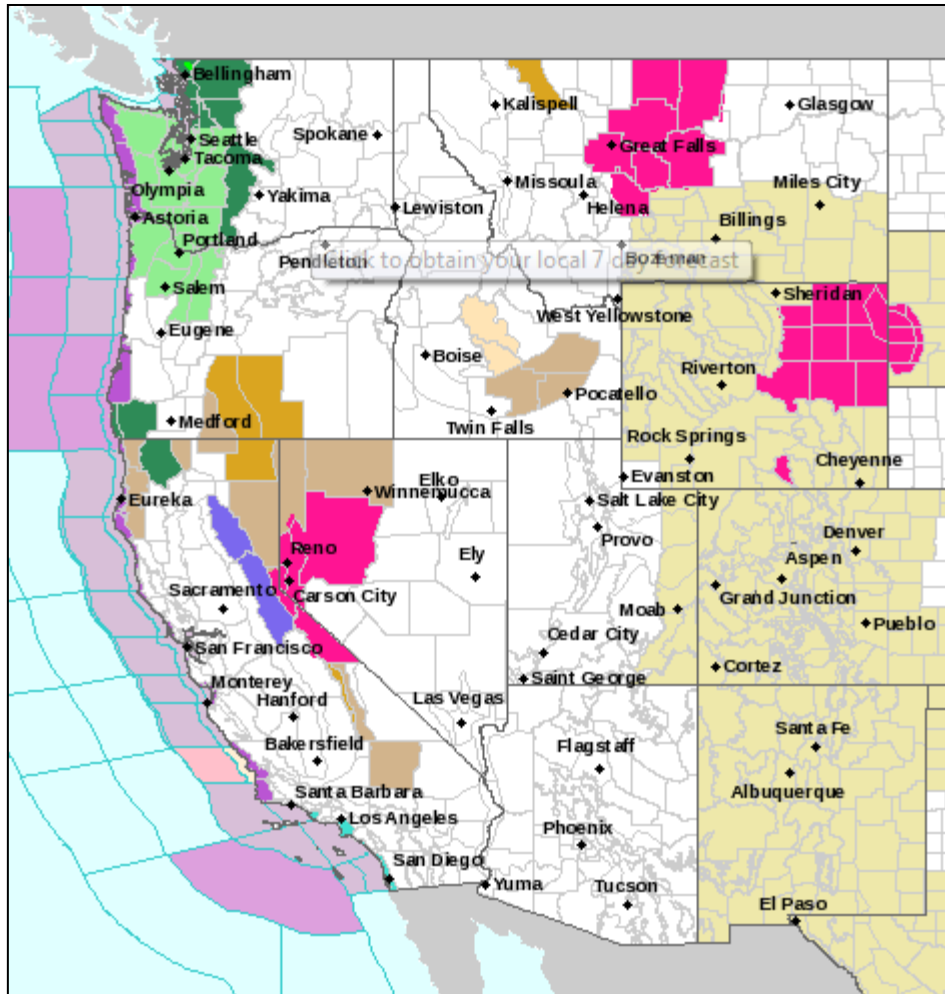 Bellingham
Kalispell
Glasgow
Spokane
Seattle
Great Falls
Tacoma
Olympia
Missoula
Miles City
Yakima
Helena
Lewiston
Astoria
Billings
Portland
Pendleton
Click to obtain your local 7 day forecast
Bozeman
Salem
Sheridan
West Yellowstone
Eugene
Boise
Riverton
Pocatello
Medford
Twin Falls
Rock Springs
Cheyenne
Elko
Evanston
Winnemucca
Eureka
Salt Lake City
Denver
Provo
Reno
Ely
Aspen
Sacramento
Carson City
Grand Junction
Moab
Pueblo
Cedar City
San Francisco
Cortez
Saint George
Monterey
Hanford
Las Vegas
Santa Fe
Bakersfield
Flagstaff
Albuquerque
Santa Barbara
Los Angeles
Phoenix
San Diego
Yuma
Tucson
El Paso